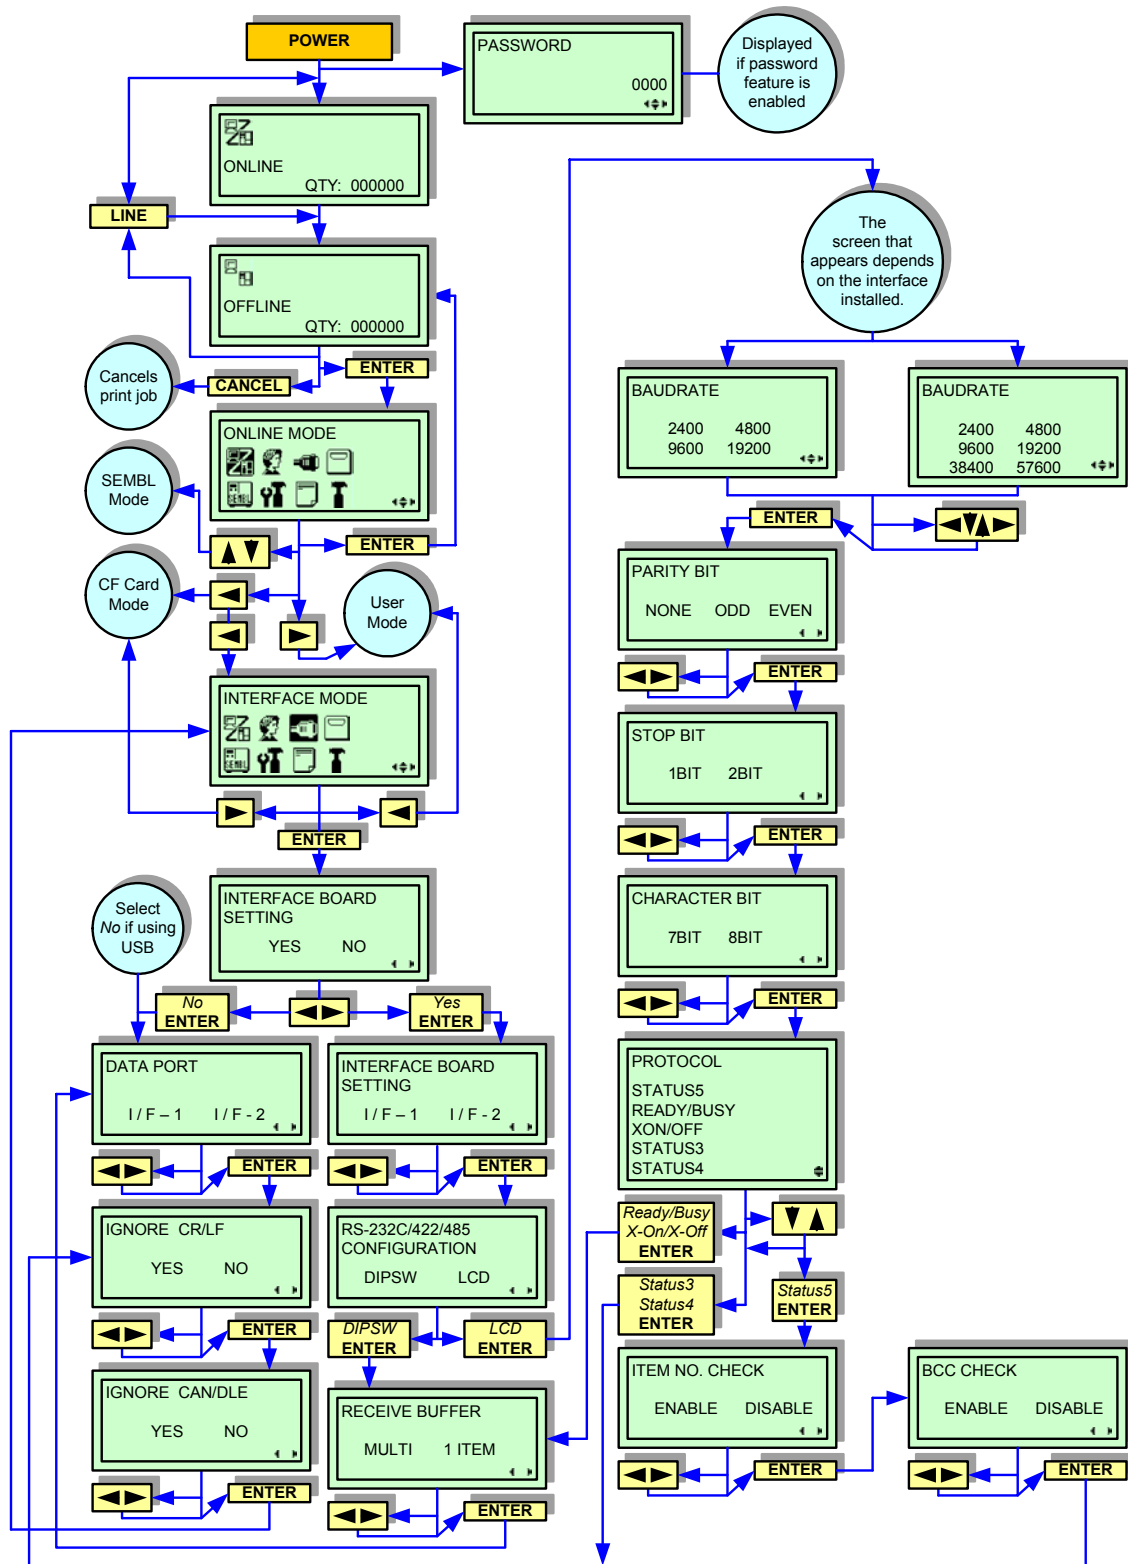 POWER
PASSWORD
0000
Displayed
if password
feature is
enabled
ONLINE
QTY: 000000
LINE
OFFLINE
QTY: 000000
The
screen that
appears depends
on the interface
installed.
Cancels
print job
CANCEL
ENTER
ONLINE MODE
SEMBL
SEMBL
Mode
ENTER
CF Card
Mode
User
Mode
INTERFACE MODE
SEMBL
ENTER
INTERFACE BOARD
SETTING
YES NO
Select
No if using
USB
No
ENTER
Yes
ENTER
DATA PORT
I / F – 1 I / F - 2
INTERFACE BOARD
SETTING
I / F – 1 I / F - 2
ENTER
ENTER
IGNORE CR/LF
YES NO
RS-232C/422/485
CONFIGURATION
DIPSW LCD
ENTER
DIPSW
ENTER
LCD
ENTER
IGNORE CAN/DLE
YES NO
RECEIVE BUFFER
MULTI 1 ITEM
ENTER
ENTER
BAUDRATE
2400 4800
9600 19200
BAUDRATE
2400 4800
9600 19200
38400 57600
ENTER
PARITY BIT
NONE ODD EVEN
ENTER
STOP BIT
1BIT 2BIT
ENTER
CHARACTER BIT
7BIT 8BIT
ENTER
PROTOCOL
STATUS5
READY/BUSY
XON/OFF
STATUS3
STATUS4
Ready/Busy
X-On/X-Off
ENTER
Status3
Status4
ENTER
Status5
ENTER
ITEM NO. CHECK
ENABLE DISABLE
ENTER
BCC CHECK
ENABLE DISABLE
ENTER